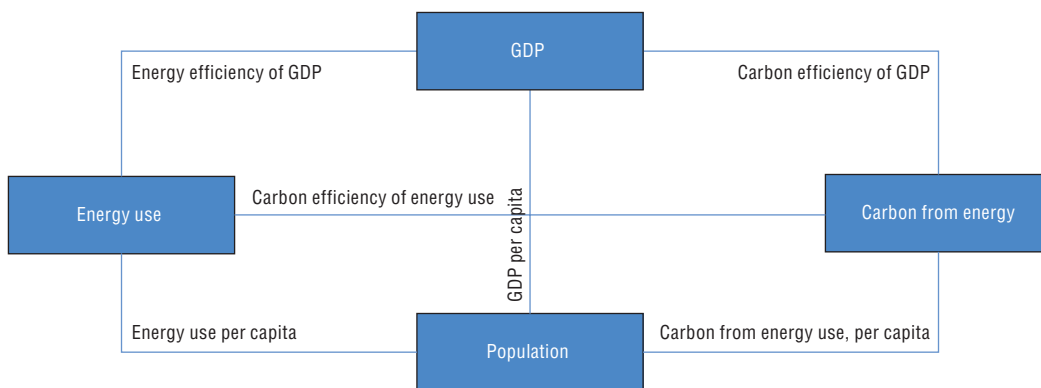 GDP
Energy efficiency of GDP
Carbon efficiency of GDP
Energy use
Carbon efficiency of energy use
GDP per capita
Carbon from energy
Energy use per capita
Population
Carbon from energy use, per capita